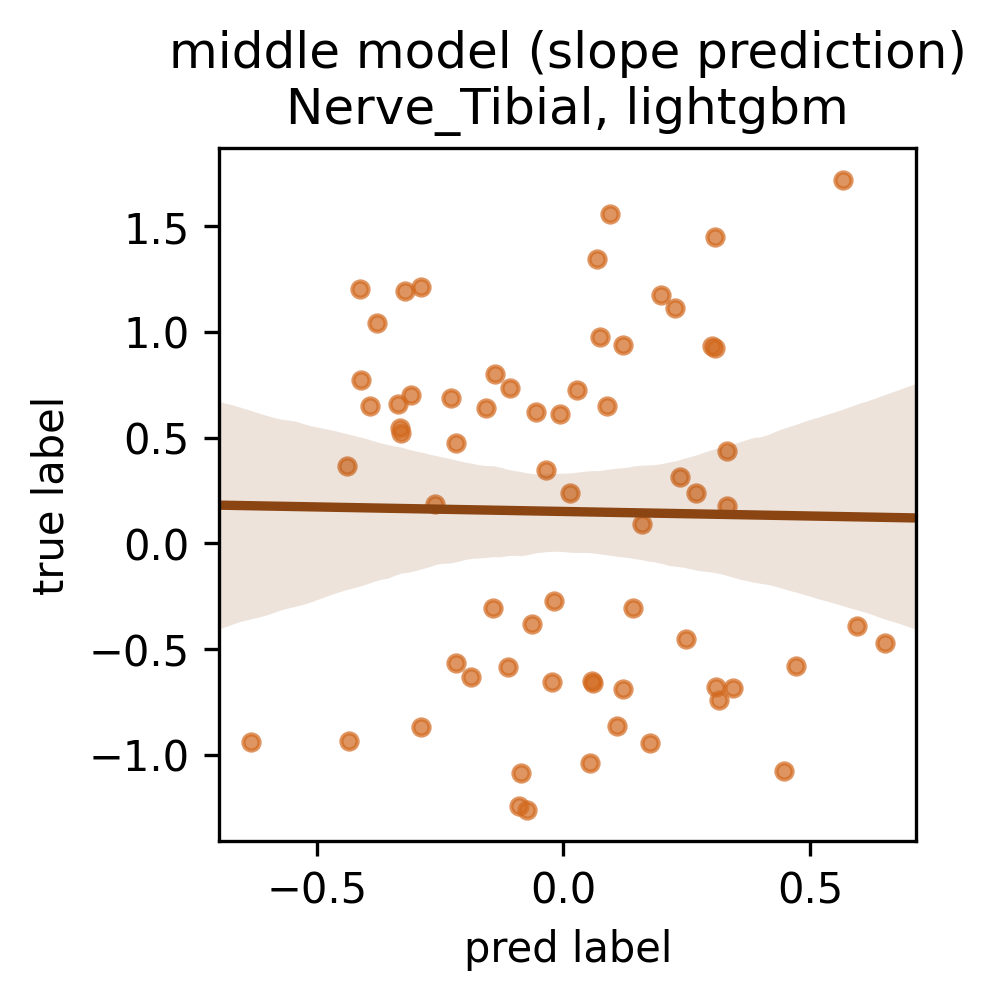 middle model (slope prediction)
Nerve_Tibial, lightgbm
true label
1.5
1.0
0.5
0.0
−0.5
−1.0
−0.5
0.0
0.5
pred label